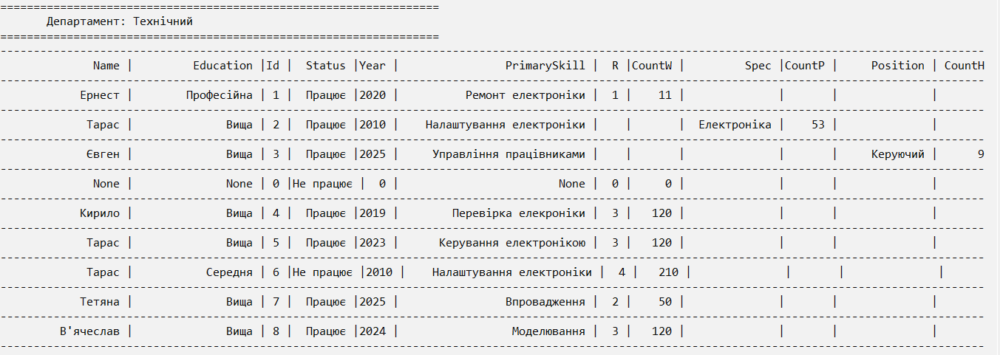 ==================================================================
Департамент: Технічний
==================================================================
----------------------------------------------------------------------------------------------------------------------------------------------------
Name | Education |Id | Status |Year | PrimarySkill | R |CountW | Spec |CountP | Position | CountH
----------------------------------------------------------------------------------------------------------------------------------------------------
Ернест | Професійна | 1 | Працює |2020 | Ремонт електроніки | 1 | 11 | | | |
----------------------------------------------------------------------------------------------------------------------------------------------------
Тарас | Вища | 2 | Працює |2010 | Налаштування електроніки | | | Електроніка | 53 | |
----------------------------------------------------------------------------------------------------------------------------------------------------
Євген | Вища | 3 | Працює |2025 | Управління працівниками | | | | | Керуючий | 9
----------------------------------------------------------------------------------------------------------------------------------------------------
None | None | 0 |Не працює | 0 | None | 0 | 0 | | | |
----------------------------------------------------------------------------------------------------------------------------------------------------
Кирило | Вища | 4 | Працює |2019 | Перевірка елекроніки | 3 | 120 | | | |
----------------------------------------------------------------------------------------------------------------------------------------------------
Тарас | Вища | 5 | Працює |2023 | Керування електронікою | 3 | 120 | | | |
----------------------------------------------------------------------------------------------------------------------------------------------------
Тарас | Середня | 6 |Не працює |2010 | Налаштування електроніки | 4 | 210 | | | |
----------------------------------------------------------------------------------------------------------------------------------------------------
Тетяна | Вища | 7 | Працює |2025 | Впровадження | 2 | 50 | | | |
----------------------------------------------------------------------------------------------------------------------------------------------------
В'ячеслав | Вища | 8 | Працює |2024 | Моделювання | 3 | 120 | | | |
----------------------------------------------------------------------------------------------------------------------------------------------------